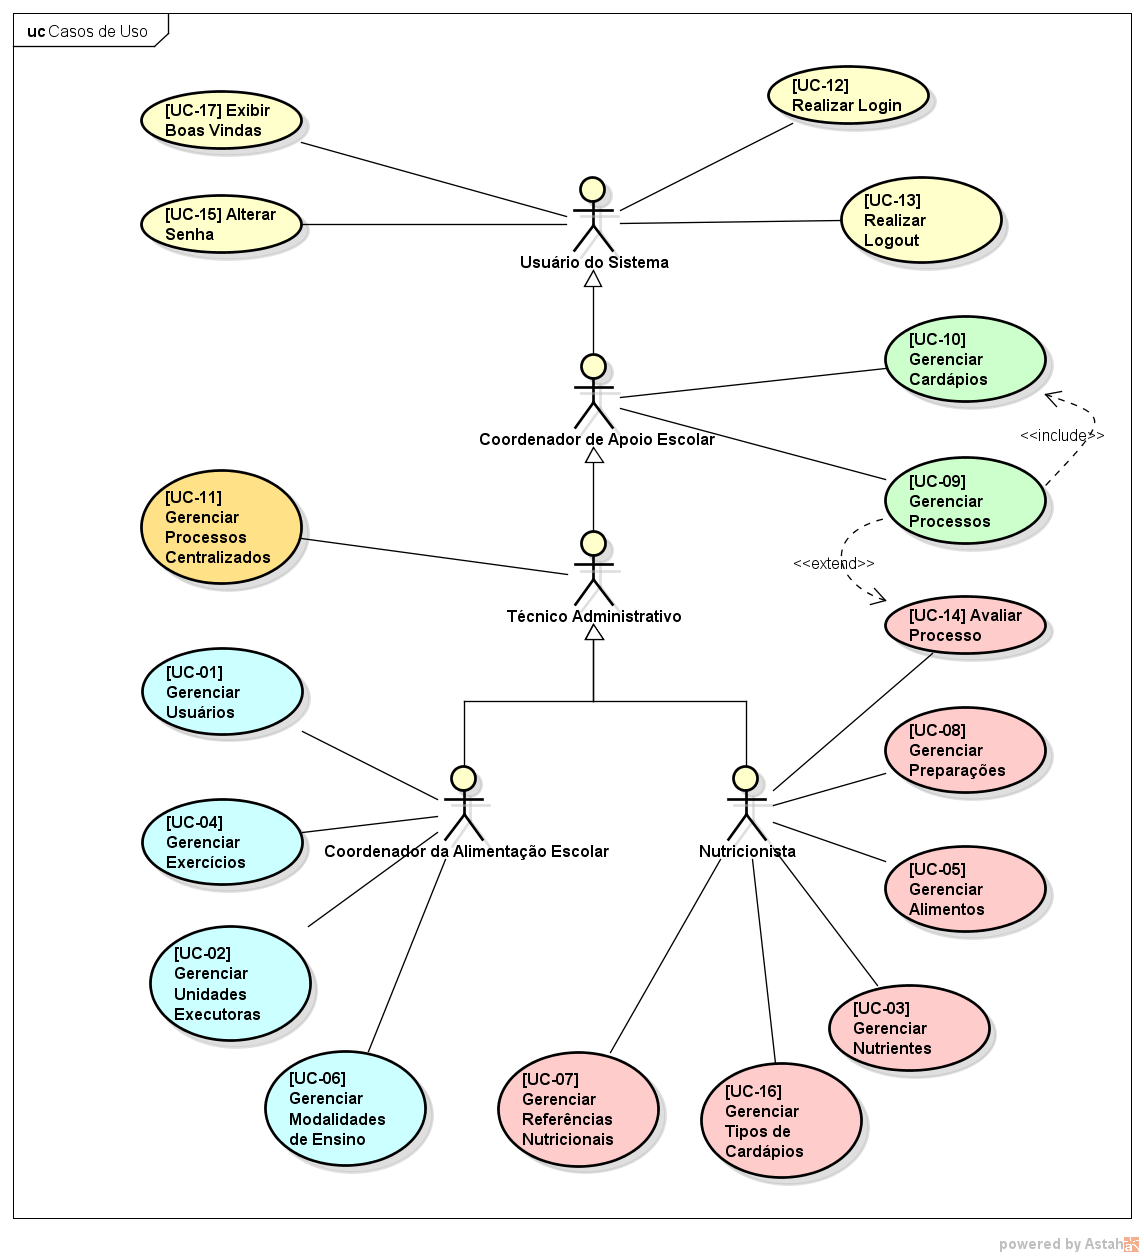 uc Casos de Uso
[UC-12]
Realizar Login
[UC-17] Exibir
Boas Vindas
[UC-15] Alterar
Senha
[UC-13]
Realizar
Logout
Usuário do Sistema
[UC-10]
Gerenciar
Cardápios
Coordenador de Apoio Escolar
<<include>>
[UC-09]
Gerenciar
Processos
[UC-11]
Gerenciar
Processos
Centralizados
<<extend>>
Técnico Administrativo
[UC-14] Avaliar
Processo
[UC-01]
Gerenciar
Usuários
[UC-08]
Gerenciar
Preparações
[UC-04]
Gerenciar
Exercícios
Coordenador da Alimentação Escolar
Nutricionista
[UC-05]
Gerenciar
Alimentos
[UC-02]
Gerenciar
Unidades
Executoras
[UC-03]
Gerenciar
Nutrientes
[UC-06]
Gerenciar
Modalidades
de Ensino
[UC-07]
Gerenciar
Referências
Nutricionais
[UC-16]
Gerenciar
Tipos de
Cardápios
powered by Astah